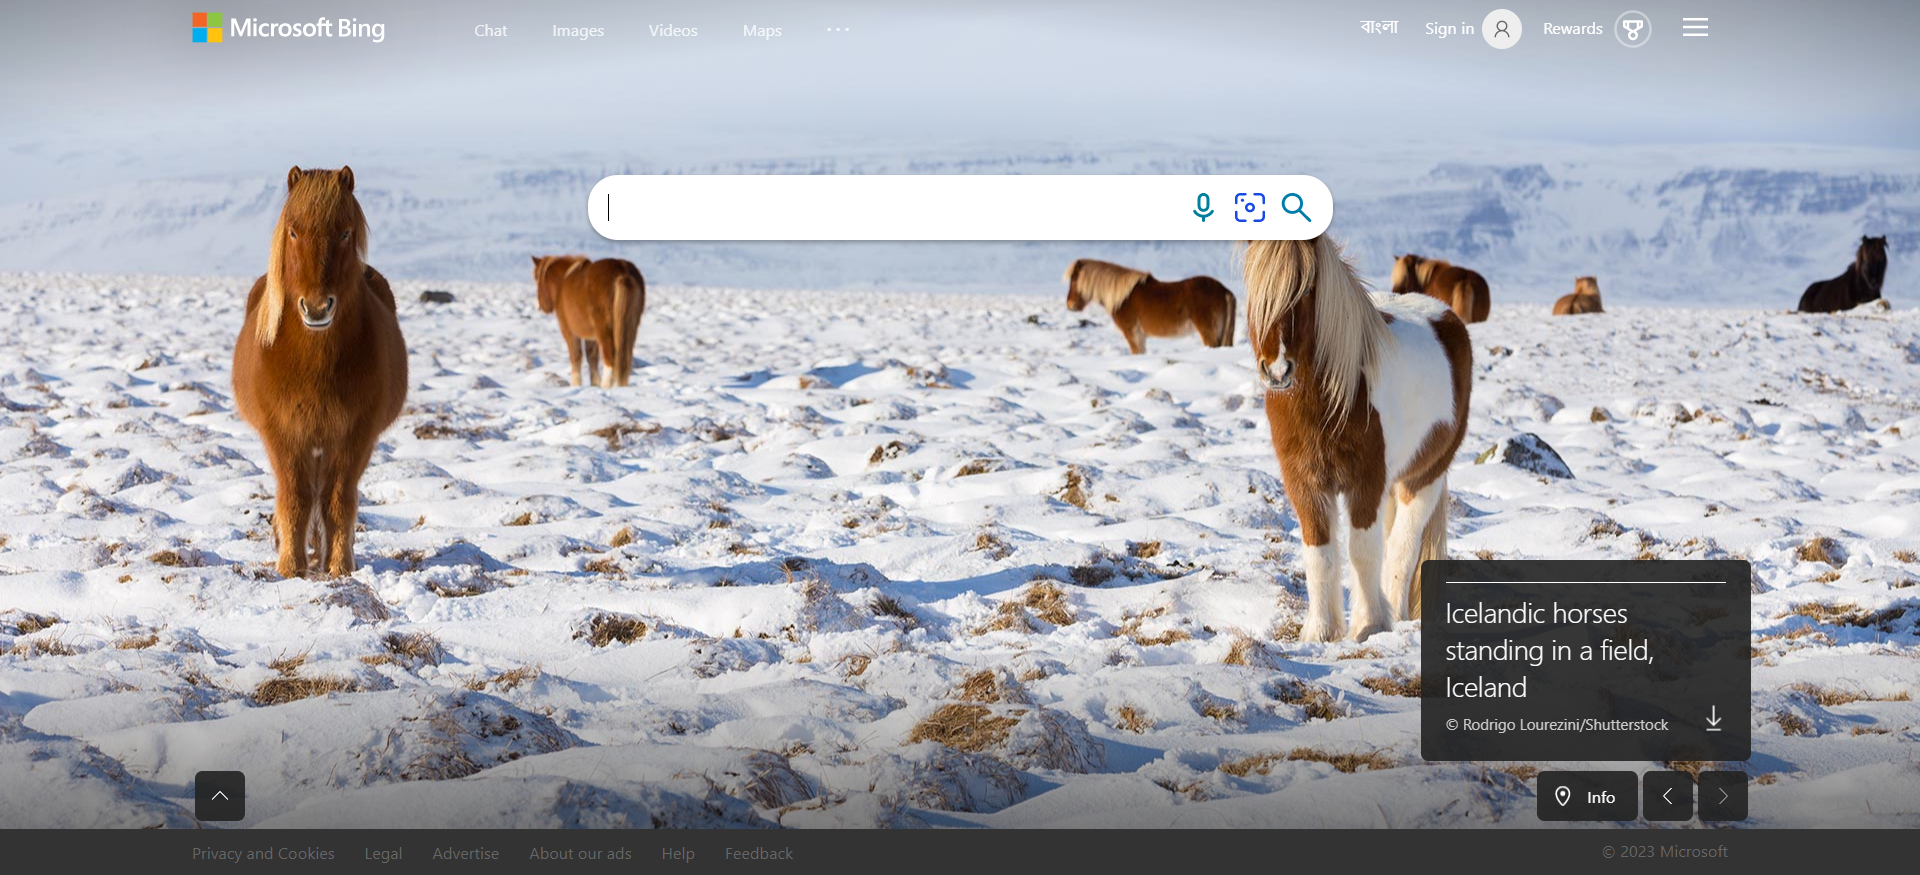 Microsoft Bing
Chat
Images
Videos
Maps
বাংলা
Sign in
Rewards
Icelandic horses
standing in a field,
Iceland
© Rodrigo Lourezini/Shutterstock
Info
Privacy and Cookies
Legal
Advertise
About our ads
Help
Feedback
© 2023 Microsoft